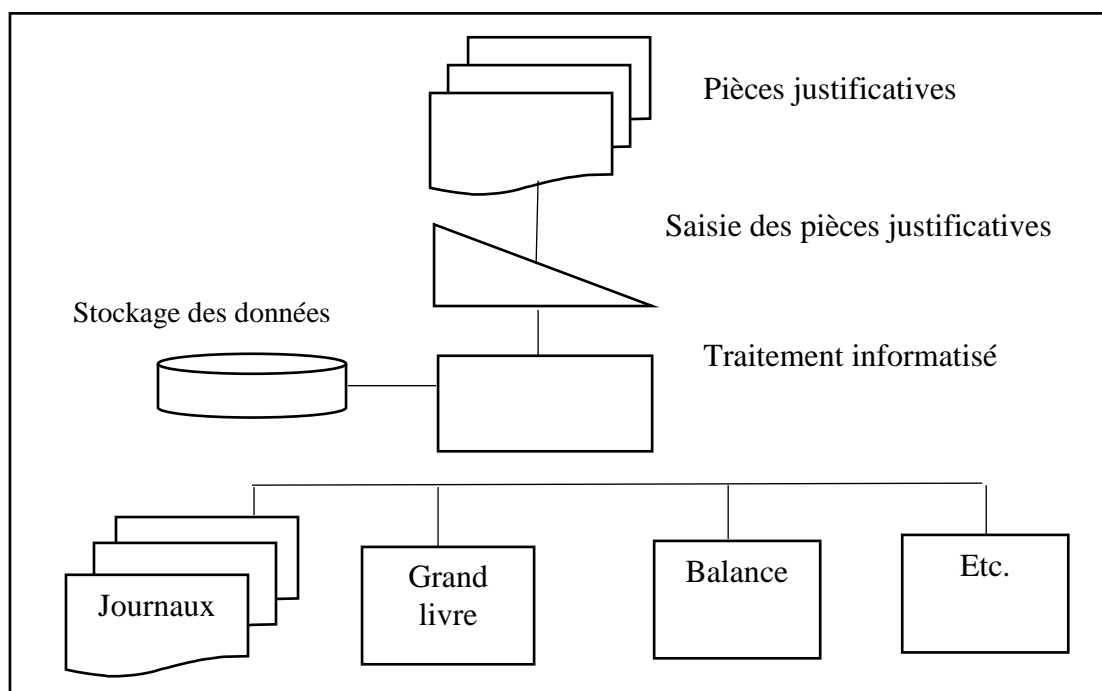 Pièces justificatives
Saisie des pièces justificatives
Stockage des données
Traitement informatisé
Journaux
Grand
livre
Balance
Etc.